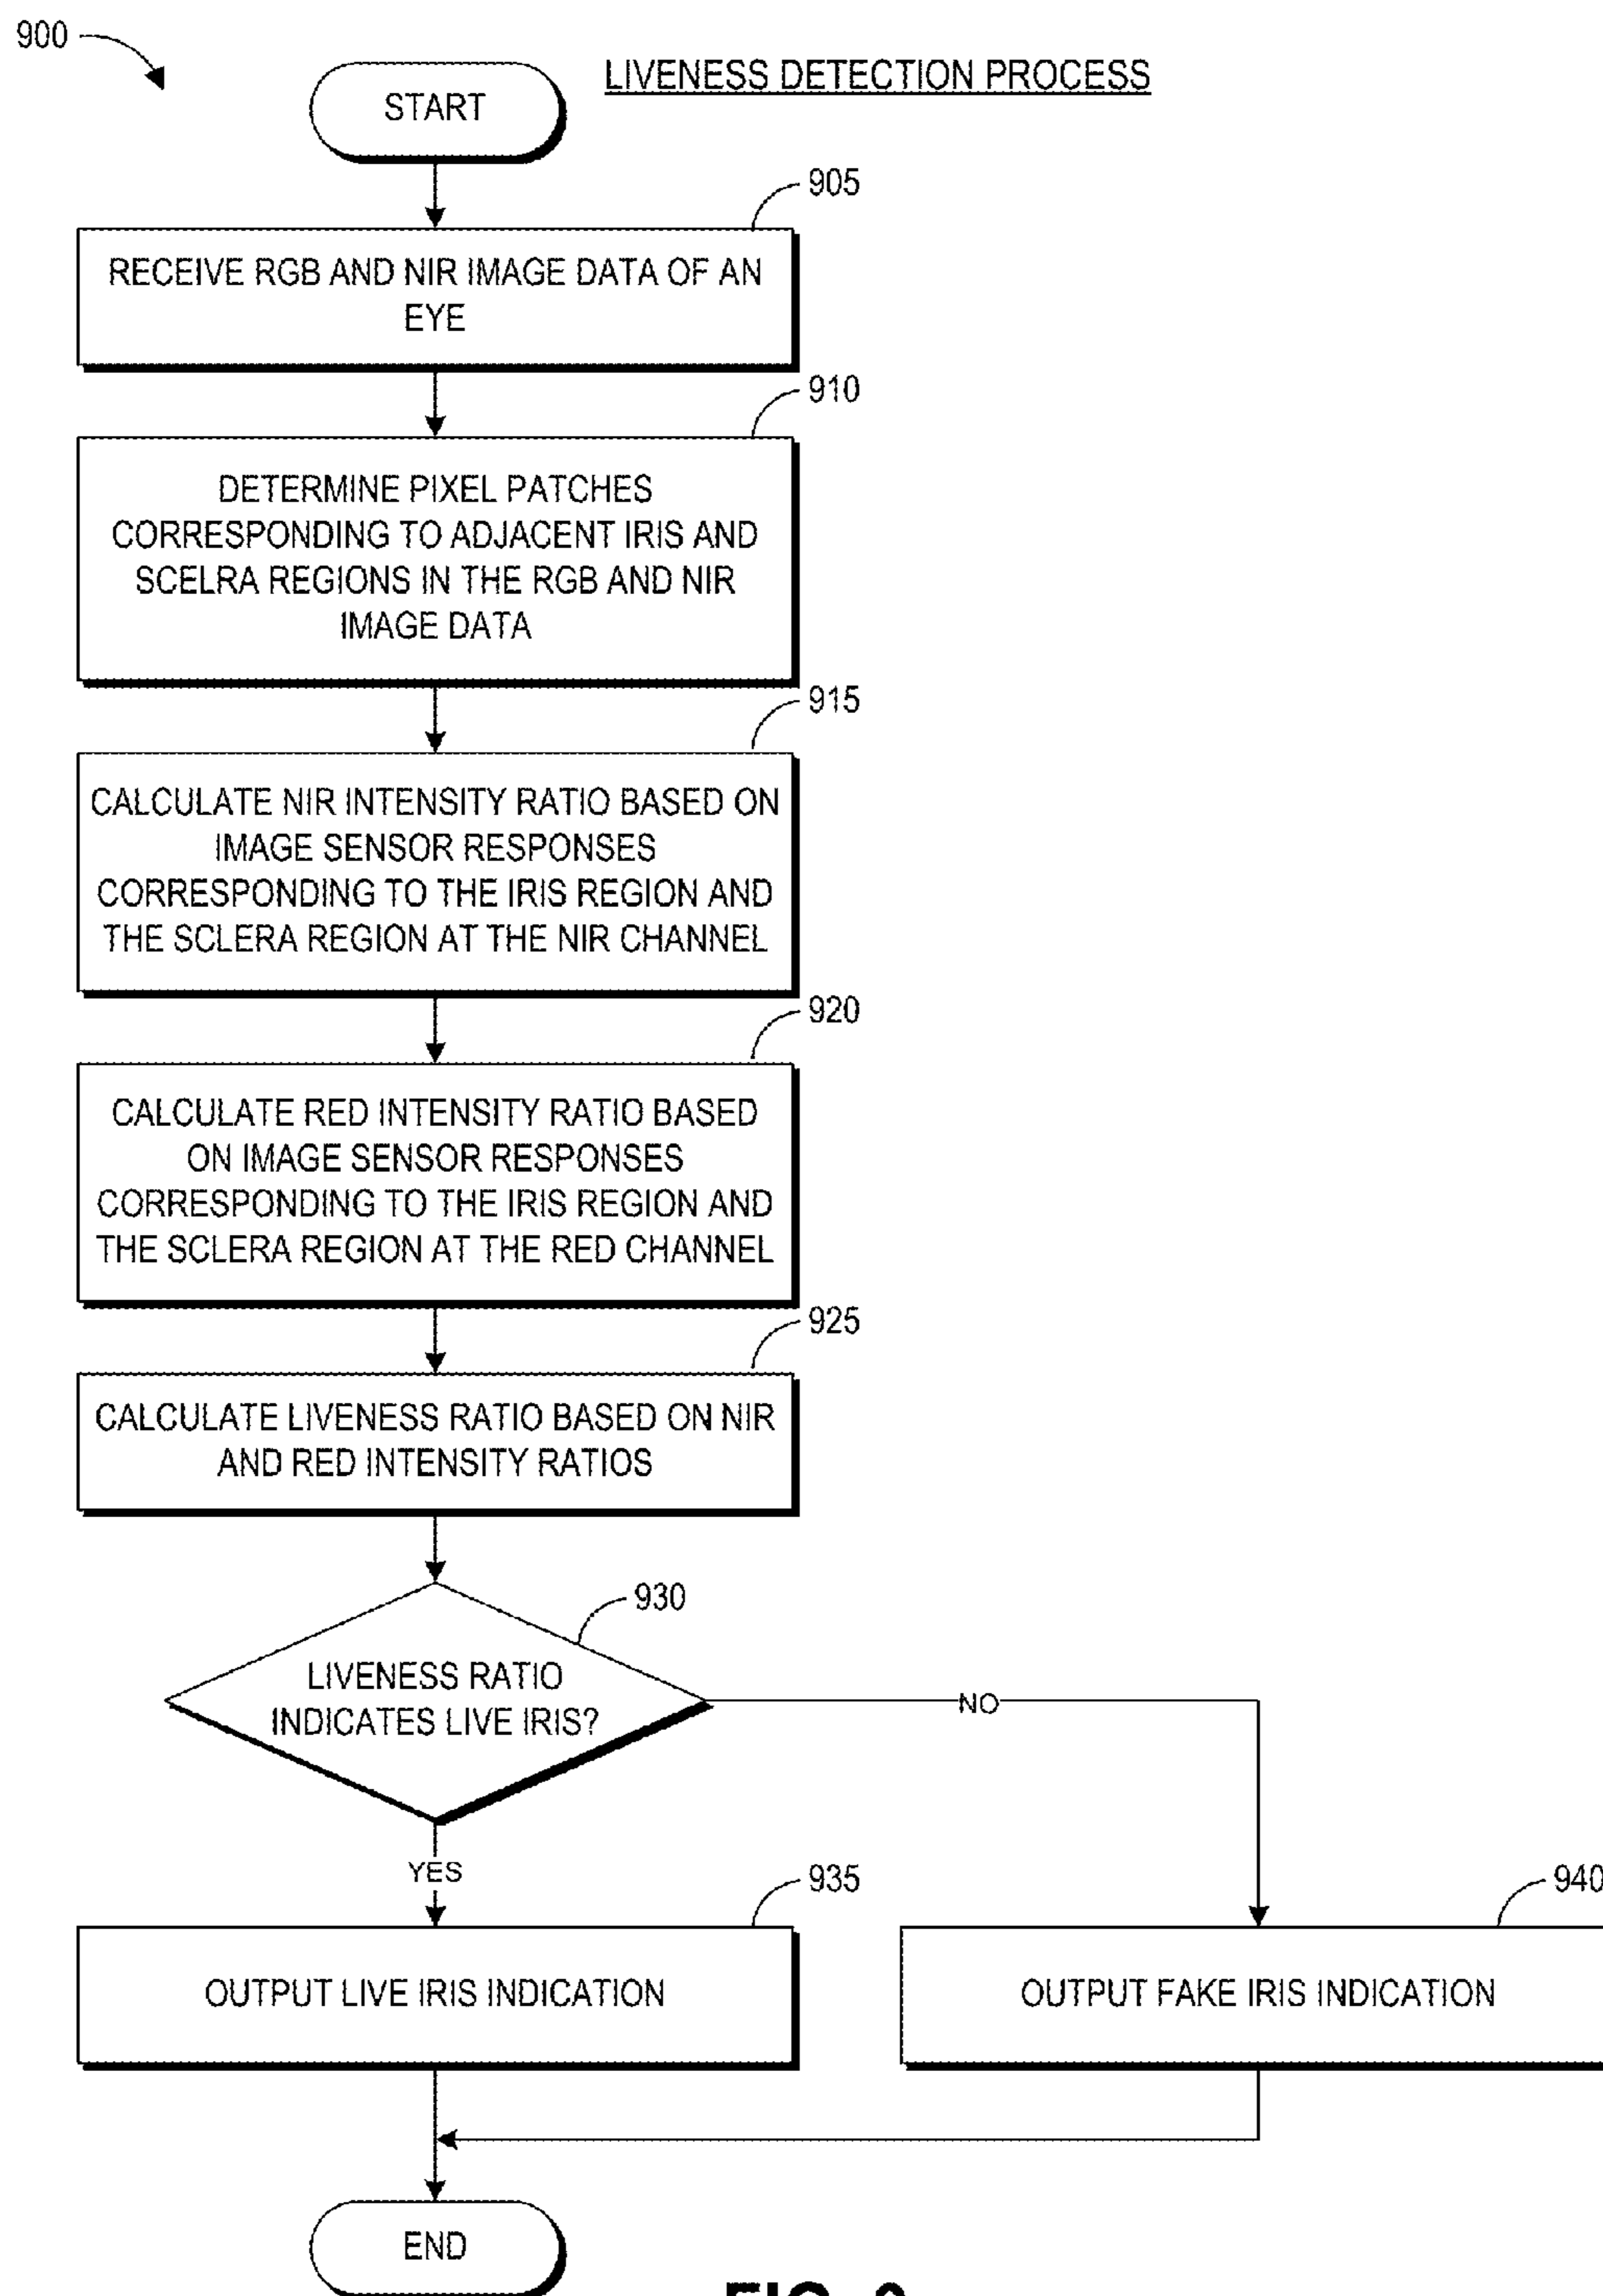 900
LIVENESS DETECTION PROCESS
START
905
RECEIVE RGB AND NIR IMAGE DATA OF AN
EYE
910
DETERMINE PIXEL PATCHES
CORRESPONDING TO ADJACENT IRIS AND
SCELRA REGIONS IN THE RGB AND NIR
IMAGE DATA
915
CALCULATE NIR INTENSITY RATIO BASED ON
IMAGE SENSOR RESPONSES
CORRESPONDING TO THE IRIS REGION AND
THE SCLERA REGION AT THE NIR CHANNEL
920
CALCULATE RED INTENSITY RATIO BASED
ON IMAGE SENSOR RESPONSES
CORRESPONDING TO THE IRIS REGION AND
THE SCLERA REGION AT THE RED CHANNEL
925
CALCULATE LIVENESS RATIO BASED ON NIR
AND RED INTENSITY RATIOS
930
LIVENESS RATIO
INDICATES LIVE IRIS?
NO
YES
935
940
OUTPUT LIVE IRIS INDICATION
OUTPUT FAKE IRIS INDICATION
END
FIG.